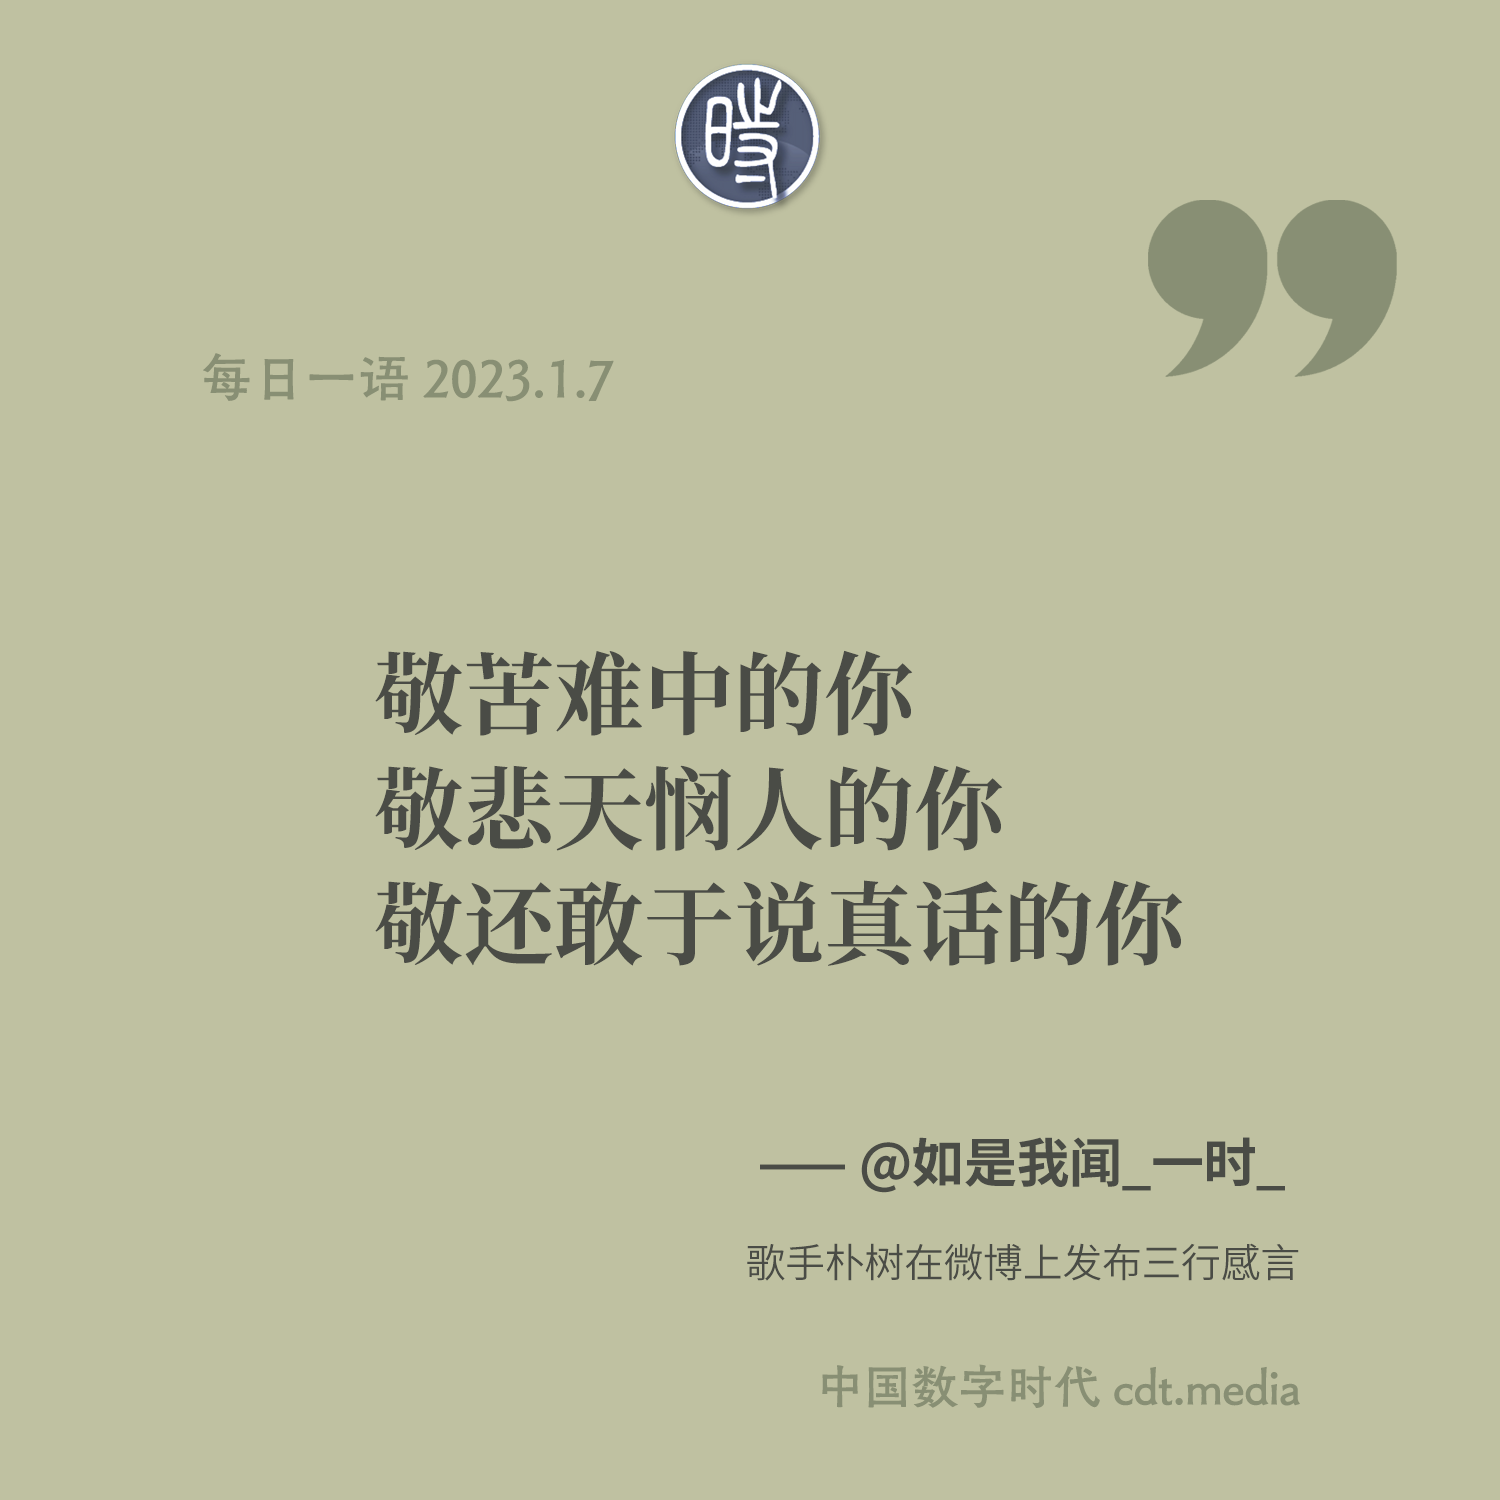 時
每日一语 2023.1.7
敬苦难中的你
敬悲天悯人的你
敬还敢于说真话的你
—— @如是我闻_一时_
歌手朴树在微博上发布三行感言
中国数字时代 cdt.media